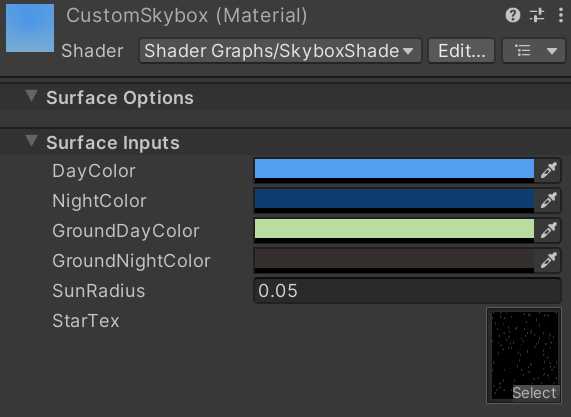 CustomSkybox (Material)
Shader Shader Graphs/SkyboxShade Edit...
Surface Options
Surface Inputs
DayColor
NightColor
GroundDayColor
GroundNightColor
SunRadius 0.05
StarTex
Select